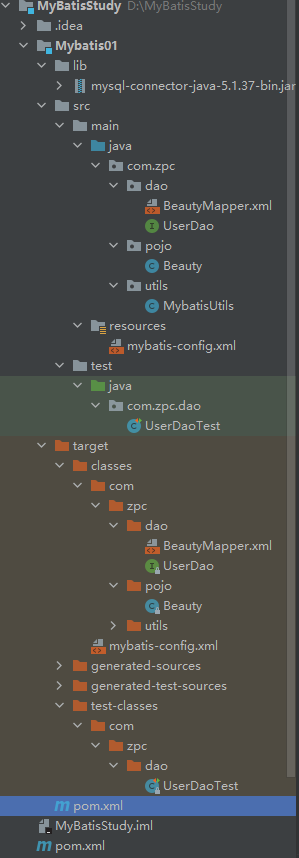 MyBatisStudy D:\MyBatisStudy
.idea
Mybatis01
lib
mysql-connector-java-5.1.37-bin.jar
src
main
java
com.zpc
dao
BeautyMapper.xml
UserDao
pojo
Beauty
utils
MybatisUtils
resources
mybatis-config.xml
test
java
com.zpc.dao
UserDaoTest
target
classes
com
zpc
dao
BeautyMapper.xml
UserDao
pojo
Beauty
utils
mybatis-config.xml
generated-sources
generated-test-sources
test-classes
com
zpc
dao
UserDaoTest
pom.xml
MyBatisStudy.iml
pom.xml